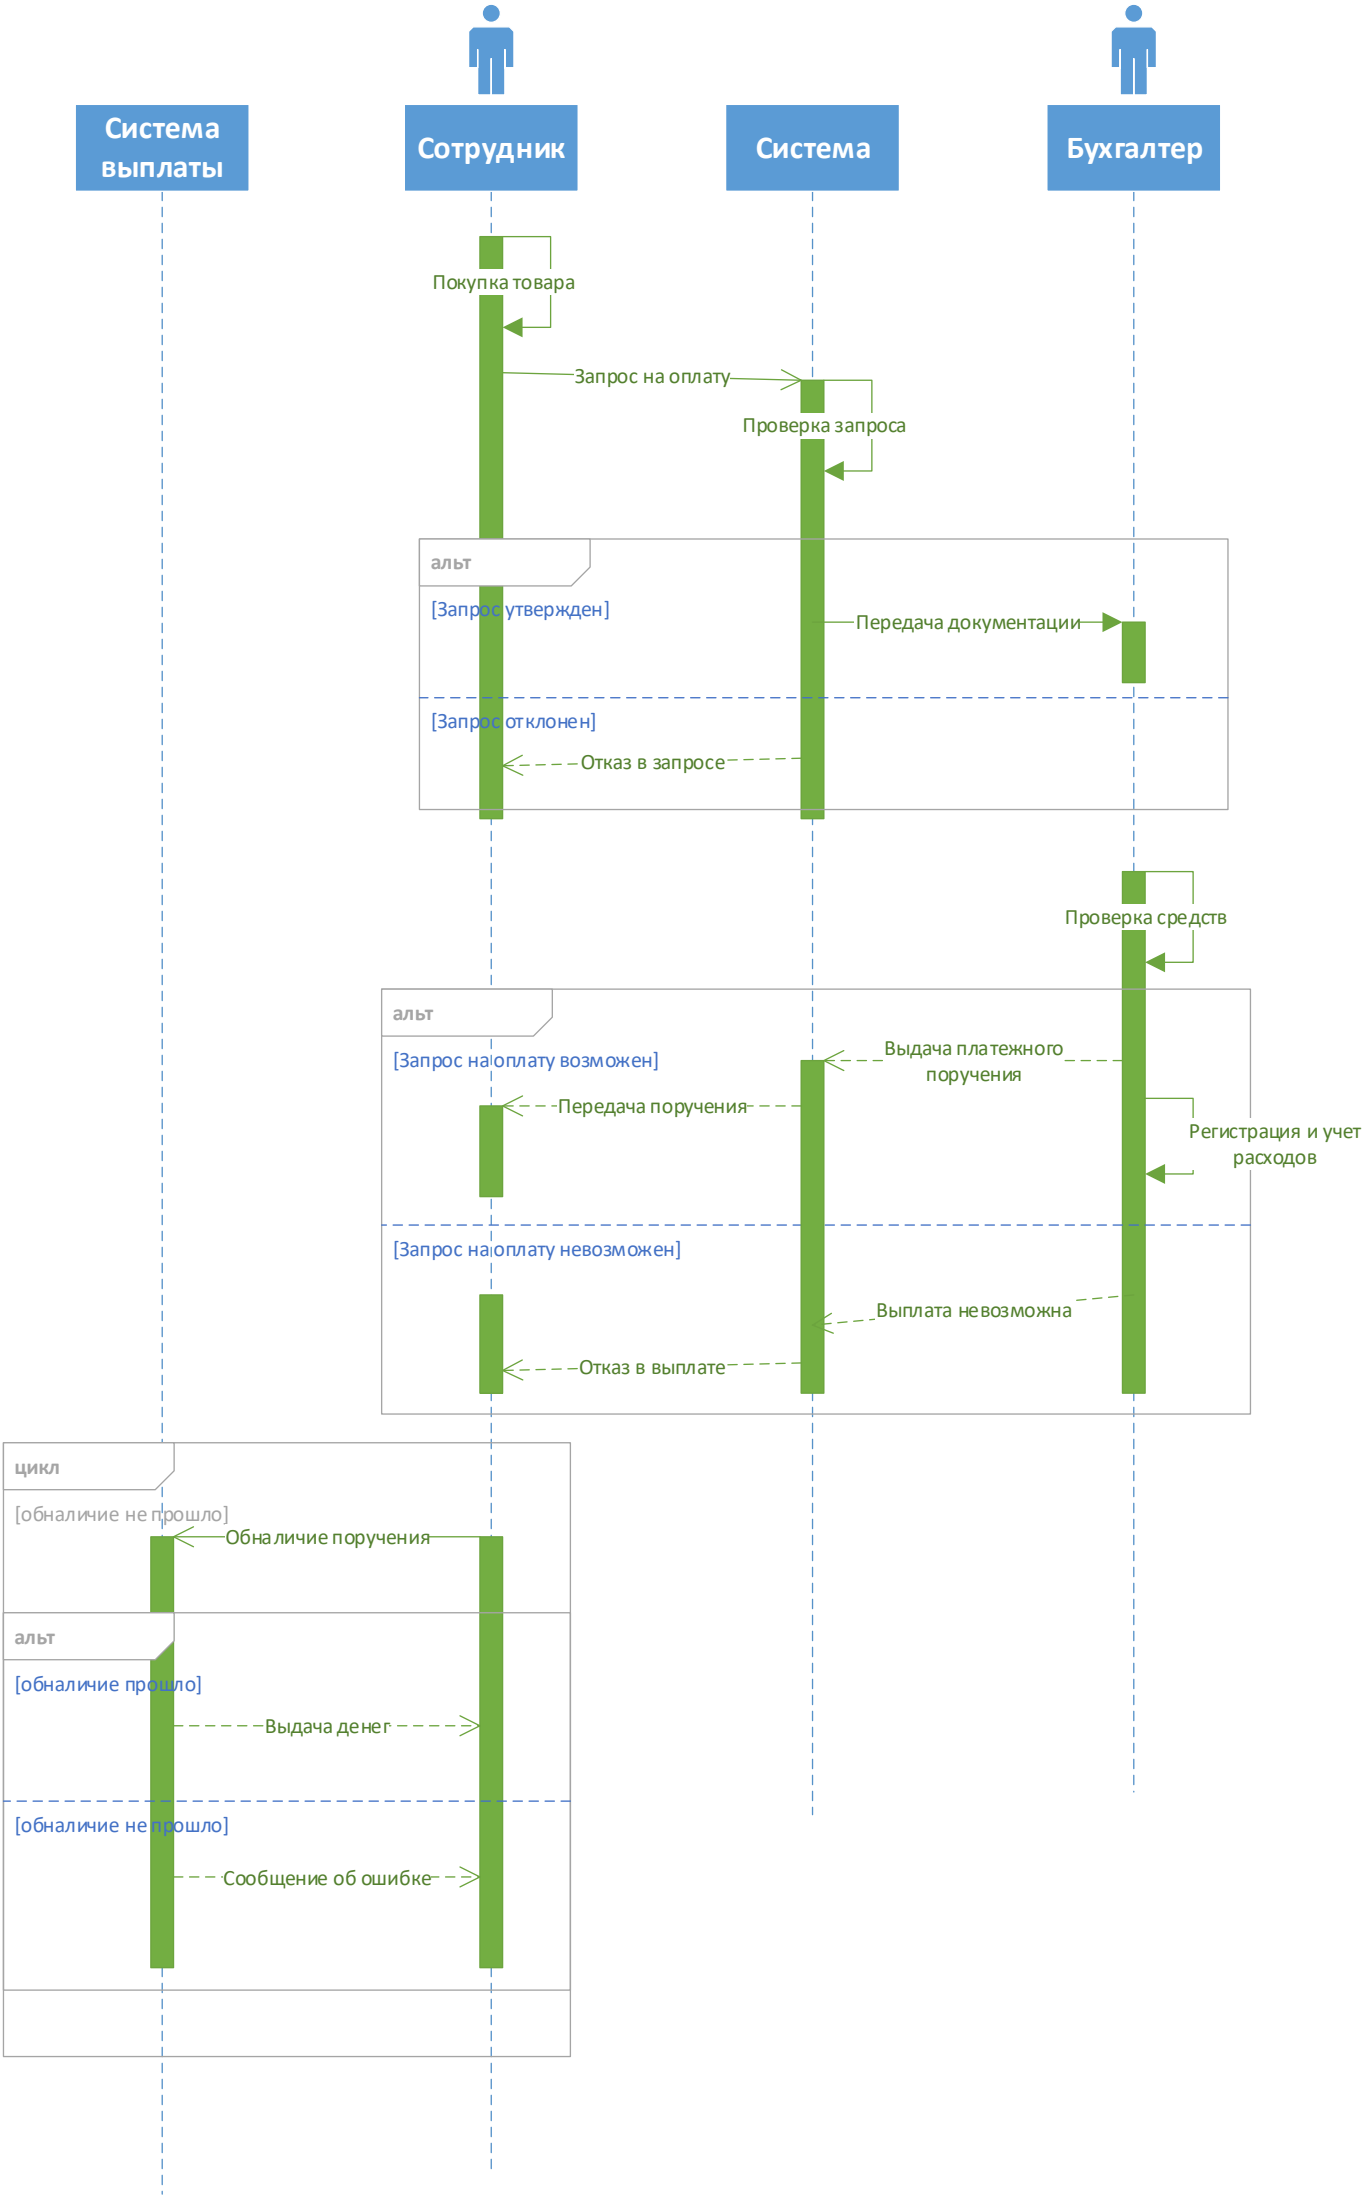 Система
выплаты
Сотрудник
Система
Бухгалтер
Покупка товара
Запрос на оплату
Проверка запроса
альт
[Запрос утвержден]
Передача документации
[Запрос отклонен]
Отказ в запросе
Проверка средств
альт
[Запрос на оплату возможен]
Выдача платежного
поручения
Передача поручения
Регистрация и учет
расходов
[Запрос на оплату невозможен]
Выплата невозможна
Отказ в выплате
цикл
[обналичие не прошло]
Обналичие поручения
альт
[обналичие прошло]
Выдача денег
[обналичие не прошло]
Сообщение об ошибке